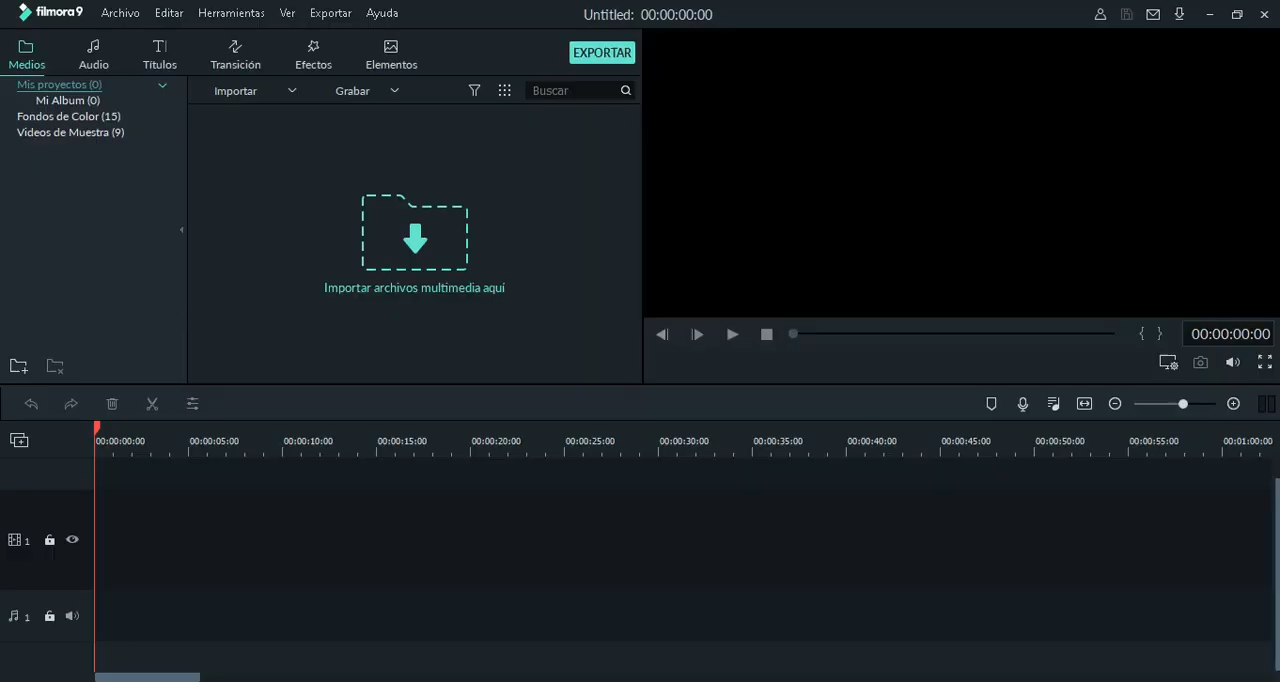 filmora9 Archivo Editar Herramientas Ver Exportar Ayuda Untitled: 00:00:00:00
Medios Audio Títulos Transición Efectos Elementos EXPORTAR
Mis proyectos (0)
Mi Album (0)
Fondos de Color (15)
Videos de Muestra (9)
Importar Grabar Buscar
Importar archivos multimedia aquí
{ } 00:00:00:00
00:00:00:00 00:00:05:00 00:00:10:00 00:00:15:00 00:00:20:00 00:00:25:00 00:00:30:00 00:00:35:00 00:00:40:00 00:00:45:00 00:00:50:00 00:00:55:00 00:01:00:00
1
1